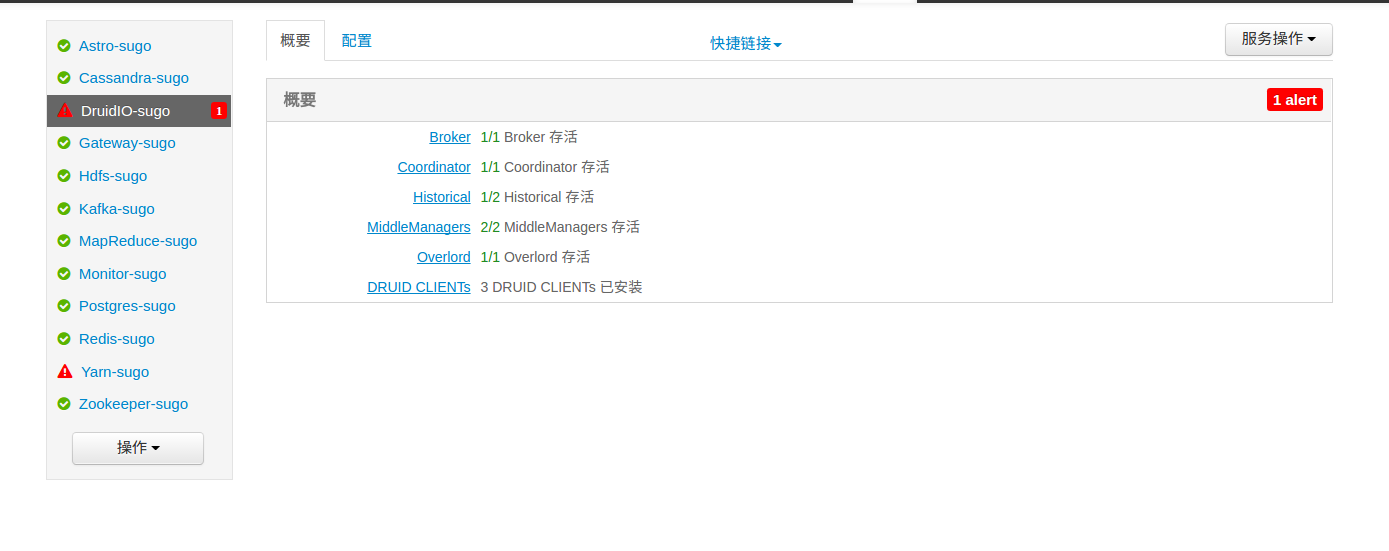 Astro-sugo
Cassandra-sugo
DruidIO-sugo 1
Gateway-sugo
Hdfs-sugo
Kafka-sugo
MapReduce-sugo
Monitor-sugo
Postgres-sugo
Redis-sugo
Yarn-sugo
Zookeeper-sugo
操作
概要 配置 快捷链接 服务操作
概要 1 alert
Broker 1/1 Broker 存活
Coordinator 1/1 Coordinator 存活
Historical 1/2 Historical 存活
MiddleManagers 2/2 MiddleManagers 存活
Overlord 1/1 Overlord 存活
DRUID CLIENTs 3 DRUID CLIENTs 已安装